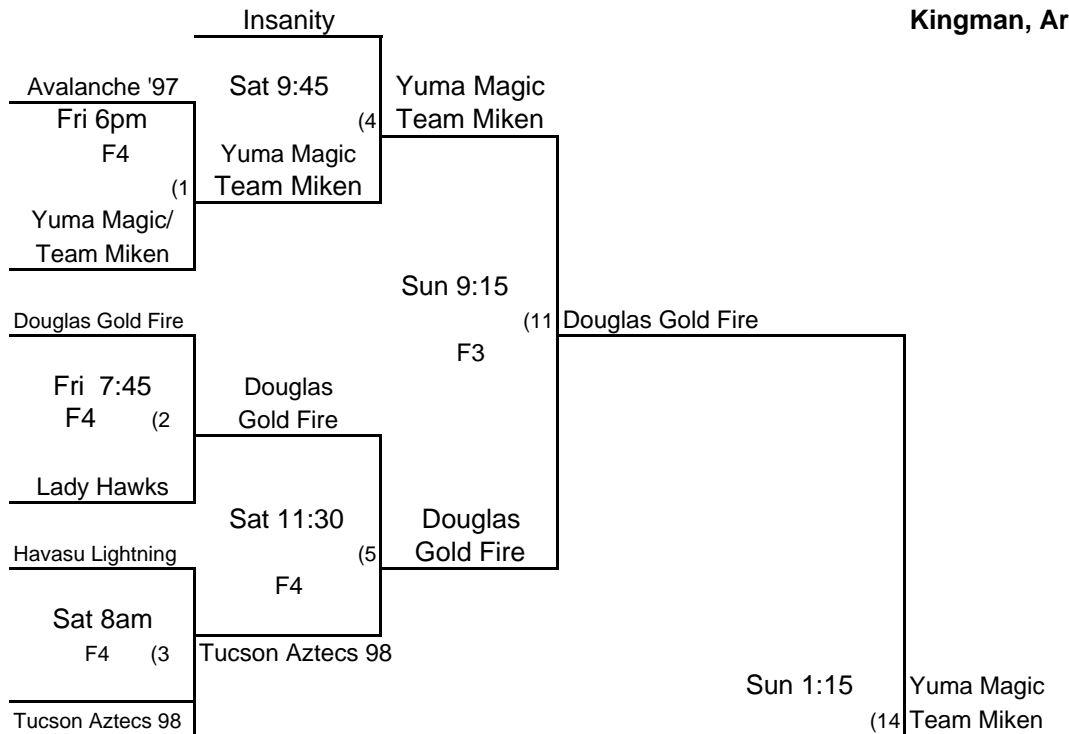 Insanity
Kingman, Ar
Avalanche '97
Sat 9:45
Yuma Magic
Fri 6pm
(4
Team Miken
F4
Yuma Magic
(1
Team Miken
Yuma Magic/
Team Miken
Sun 9:15
Douglas Gold Fire
(11
Douglas Gold Fire
F3
Fri 7:45
Douglas
F4
(2
Gold Fire
Lady Hawks
Sat 11:30
Douglas
Havasu Lightning
(5
Gold Fire
F4
Sat 8am
F4
(3
Tucson Aztecs 98
Sun 1:15
Yuma Magic
Tucson Aztecs 98
(14
Team Miken